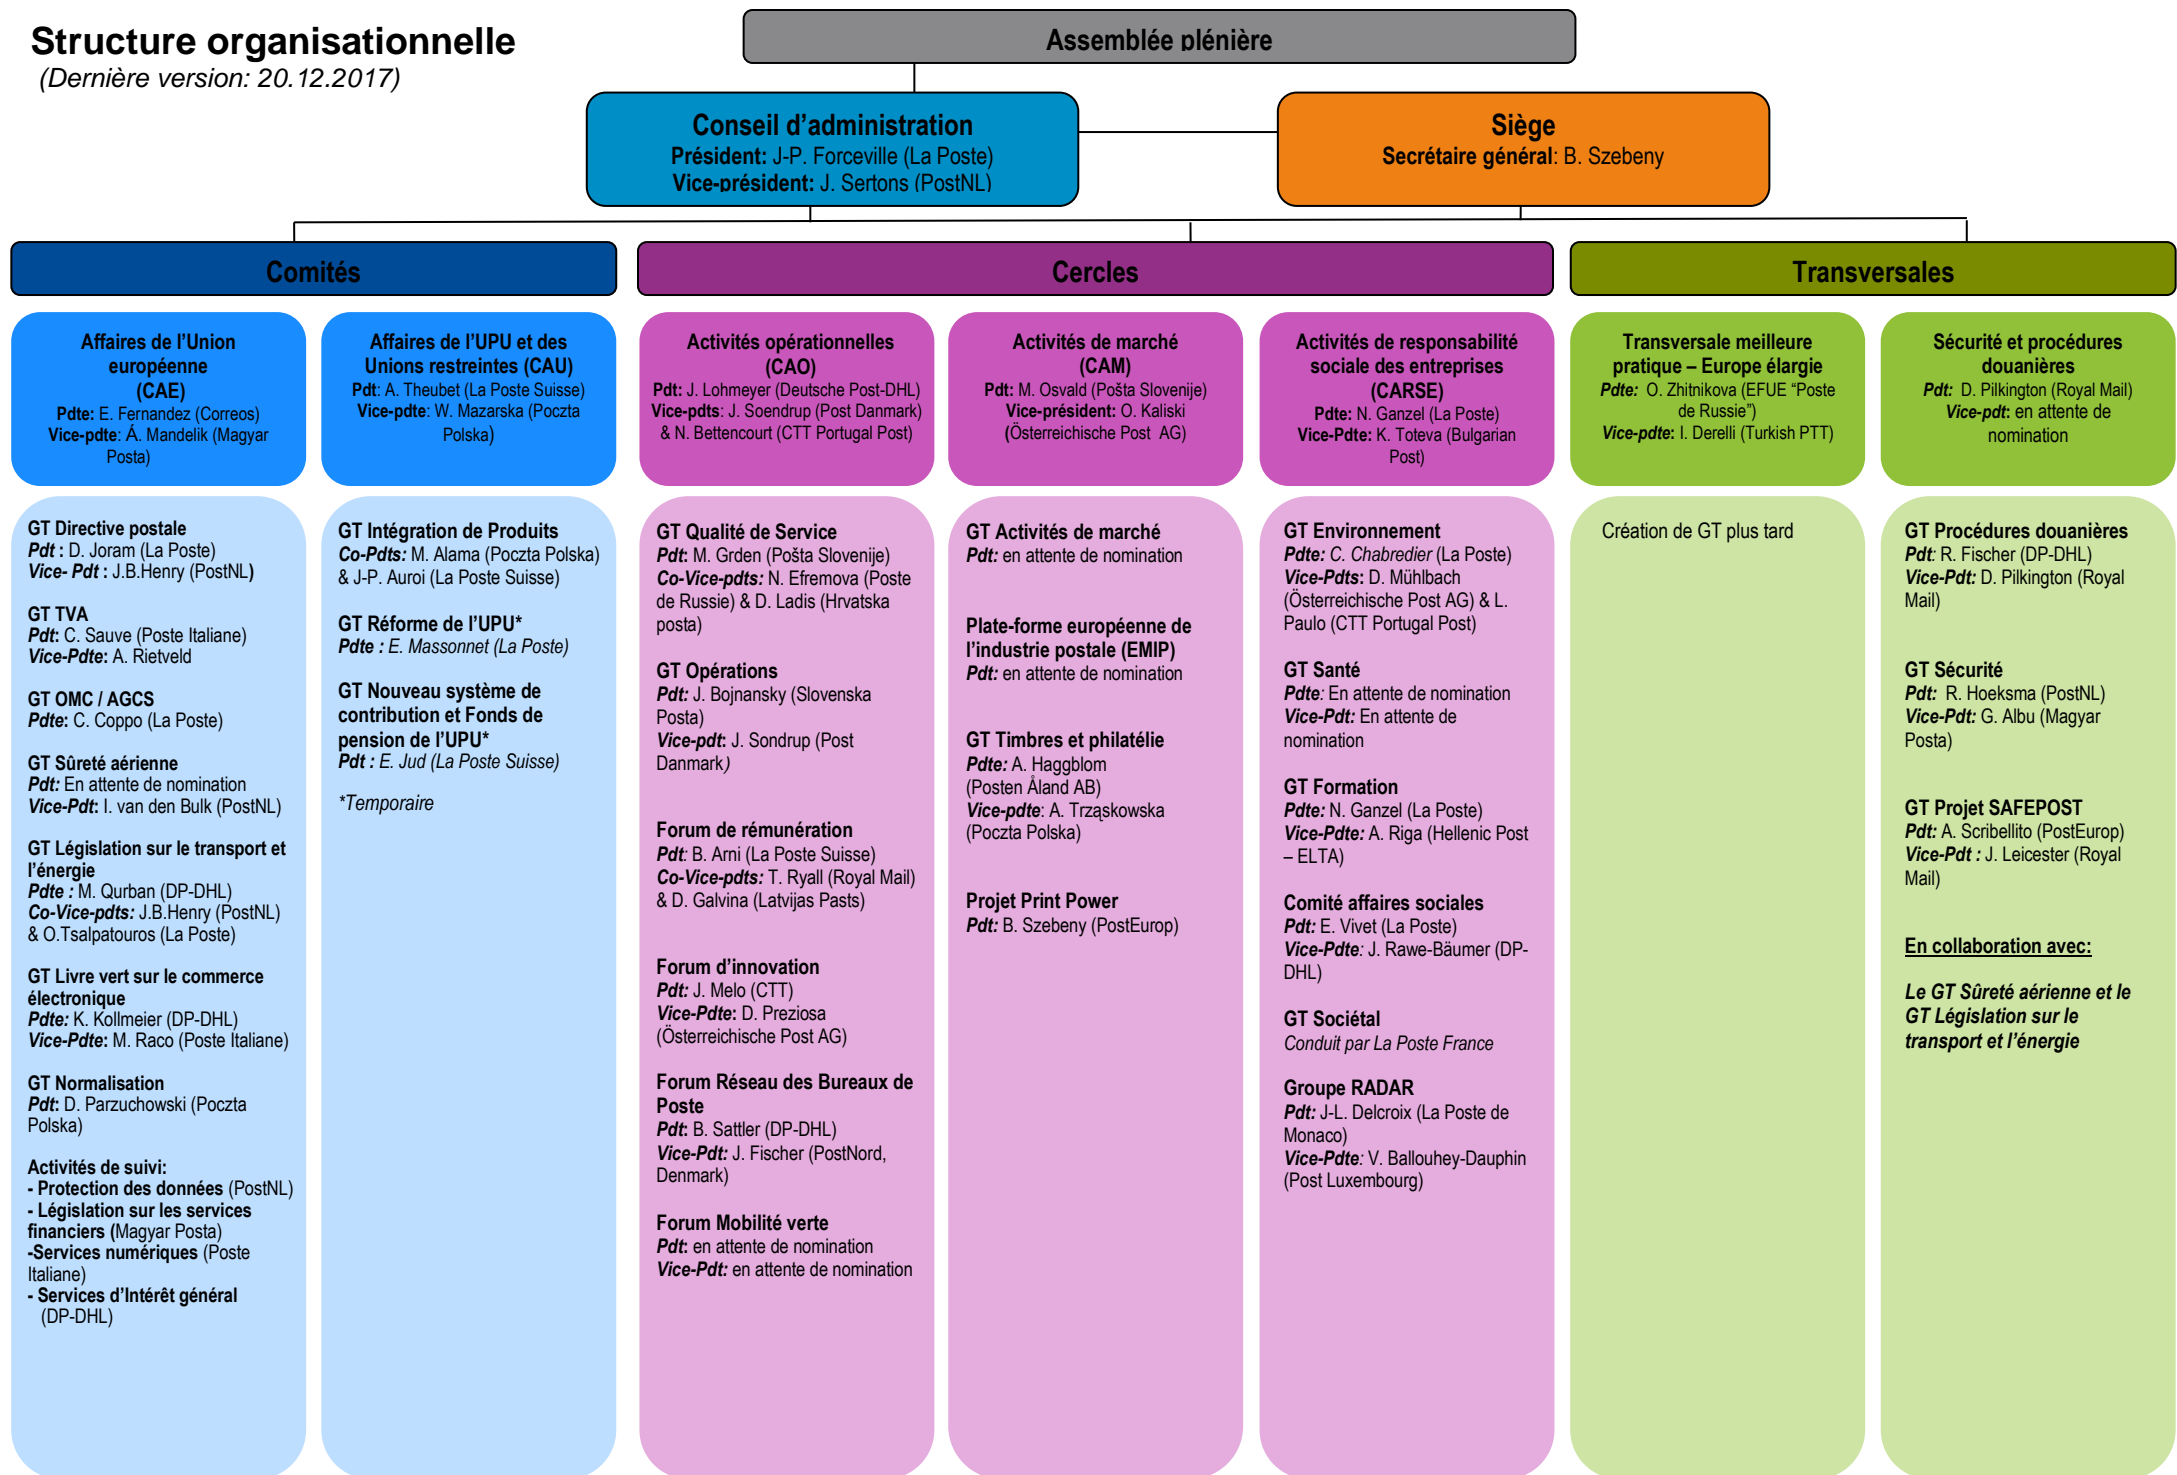 Structure organisationnelle
(Dernière version: 20.12.2017)
Assemblée plénière
Conseil d’administration
Président: J-P. Forceville (La Poste)
Vice-président: J. Sertons (PostNL)
Siège
Secrétaire général: B. Szebeny
Comités
Cercles
Transversales
Affaires de l’Union
européenne
(CAE)
Pdte: E. Fernandez (Correos)
Vice-pdte: Á. Mandelik (Magyar
Posta)
Affaires de l’UPU et des
Unions restreintes (CAU)
Pdt: A. Theubet (La Poste Suisse)
Vice-pdte: W. Mazarska (Poczta
Polska)
Activités opérationnelles
(CAO)
Pdt: J. Lohmeyer (Deutsche Post-DHL)
Vice-pdts: J. Soendrup (Post Danmark)
& N. Bettencourt (CTT Portugal Post)
Activités de marché
(CAM)
Pdt: M. Osvald (Pošta Slovenije)
Vice-président: O. Kaliski
(Österreichische Post  AG)
Activités de responsabilité
sociale des entreprises
(CARSE)
Pdte: N. Ganzel (La Poste)
Vice-Pdte: K. Toteva (Bulgarian
Post)
Transversale meilleure
pratique – Europe élargie
Pdte:  O. Zhitnikova (EFUE “Poste
de Russie”)
Vice-pdte: I. Derelli (Turkish PTT)
Sécurité et procédures
douanières
Pdt:  D. Pilkington (Royal Mail)
Vice-pdt: en attente de
nomination
GT Directive postale
Pdt : D. Joram (La Poste)
Vice- Pdt : J.B.Henry (PostNL)
GT TVA
Pdt: C. Sauve (Poste Italiane)
Vice-Pdte: A. Rietveld
GT OMC / AGCS
Pdte: C. Coppo (La Poste)
GT Sûreté aérienne
Pdt: En attente de nomination
Vice-Pdt: I. van den Bulk (PostNL)
GT Législation sur le transport et
l’énergie
Pdte : M. Qurban (DP-DHL)
Co-Vice-pdts: J.B.Henry (PostNL)
& O.Tsalpatouros (La Poste)
GT Livre vert sur le commerce
électronique
Pdte: K. Kollmeier (DP-DHL)
Vice-Pdte: M. Raco (Poste Italiane)
GT Normalisation
Pdt: D. Parzuchowski (Poczta
Polska)
Activités de suivi:
- Protection des données (PostNL)
- Législation sur les services
financiers (Magyar Posta)
-Services numériques (Poste
Italiane)
- Services d’Intérêt général
(DP-DHL)
GT Intégration de Produits
Co-Pdts: M. Alama (Poczta Polska)
& J-P. Auroi (La Poste Suisse)
GT Réforme de l’UPU*
Pdte : E. Massonnet (La Poste)
GT Nouveau système de
contribution et Fonds de
pension de l’UPU*
Pdt : E. Jud (La Poste Suisse)
*Temporaire
GT Qualité de Service
Pdt: M. Grden (Pošta Slovenije)
Co-Vice-pdts: N. Efremova (Poste
de Russie) & D. Ladis (Hrvatska
posta)
GT Opérations
Pdt: J. Bojnansky (Slovenska
Posta)
Vice-pdt: J. Sondrup (Post
Danmark)
Forum de rémunération
Pdt: B. Arni (La Poste Suisse)
Co-Vice-pdts: T. Ryall (Royal Mail)
& D. Galvina (Latvijas Pasts)
Forum d’innovation
Pdt: J. Melo (CTT)
Vice-Pdte: D. Preziosa
(Österreichische Post AG)
Forum Réseau des Bureaux de
Poste
Pdt: B. Sattler (DP-DHL)
Vice-Pdt: J. Fischer (PostNord,
Denmark)
Forum Mobilité verte
Pdt: en attente de nomination
Vice-Pdt: en attente de nomination
GT Activités de marché
Pdt: en attente de nomination
Plate-forme européenne de
l’industrie postale (EMIP)
Pdt: en attente de nomination
GT Timbres et philatélie
Pdte: A. Haggblom
(Posten Åland AB)
Vice-pdte: A. Trząskowska
(Poczta Polska)
Projet Print Power
Pdt: B. Szebeny (PostEurop)
GT Environnement
Pdte: C. Chabredier (La Poste)
Vice-Pdts: D. Mühlbach
(Österreichische Post AG) & L.
Paulo (CTT Portugal Post)
GT Santé
Pdte: En attente de nomination
Vice-Pdt: En attente de
nomination
GT Formation
Pdte: N. Ganzel (La Poste)
Vice-Pdte: A. Riga (Hellenic Post
– ELTA)
Comité affaires sociales
Pdt: E. Vivet (La Poste)
Vice-Pdte: J. Rawe-Bäumer (DP-
DHL)
GT Sociétal
Conduit par La Poste France
Groupe RADAR
Pdt: J-L. Delcroix (La Poste de
Monaco)
Vice-Pdte: V. Ballouhey-Dauphin
(Post Luxembourg)
Création de GT plus tard
GT Procédures douanières
Pdt: R. Fischer (DP-DHL)
Vice-Pdt: D. Pilkington (Royal
Mail)
GT Sécurité
Pdt:  R. Hoeksma (PostNL)
Vice-Pdt: G. Albu (Magyar
Posta)
GT Projet SAFEPOST
Pdt: A. Scribellito (PostEurop)
Vice-Pdt : J. Leicester (Royal
Mail)
En collaboration avec:
Le GT Sûreté aérienne et le
GT Législation sur le
transport et l’énergie